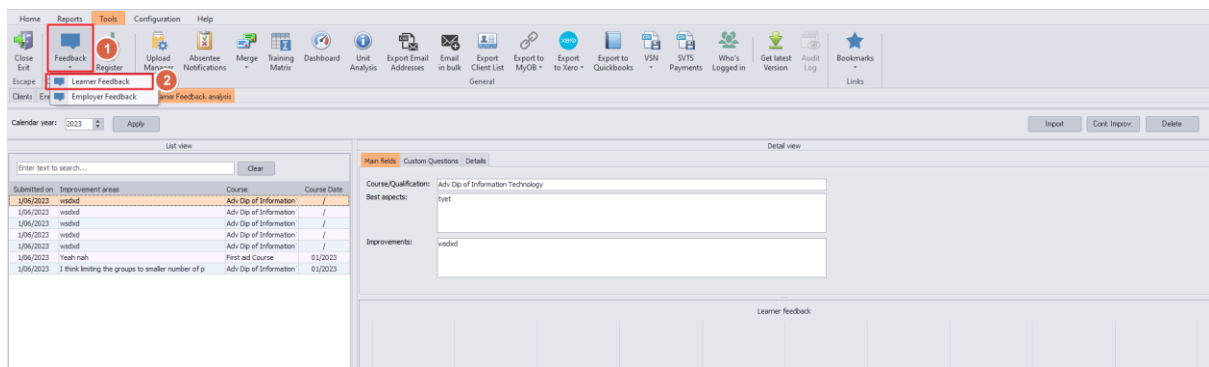 Home Reports Tools Configuration Help
Close Exit
Feedback
1
Register
Upload Manager
Absentee Notifications
Merge
Training Matrix
Dashboard
Unit Analysis
Export Email Addresses
Email in bulk
Export Client List
Export to MyOB
Export to Xero
Export to Quickbooks
VSN
SVTS Payments
Who's Logged in
Get latest Version
Audit Log
Bookmarks
Escape
General
Links
Learner Feedback
2
Employer Feedback
Clients
Learner Feedback analysis
Calendar year: 2023 Apply Import Cont. Improv. Delete
List view
Detail view
Enter text to search... Clear
Main fields Custom Questions Details
Submitted on Improvement areas Course Course Date
1/06/2023 wsdxd Adv Dip of Information /
1/06/2023 wsdxd Adv Dip of Information /
1/06/2023 wsdxd Adv Dip of Information /
1/06/2023 wsdxd Adv Dip of Information /
1/06/2023 wsdxd Adv Dip of Information /
1/06/2023 Yeah nah First aid Course 01/2023
1/06/2023 I think limiting the groups to smaller number of p Adv Dip of Information 01/2023
Course/Qualification: Adv Dip of Information Technology
Best aspects: tyet
Improvements: wsdxd
Learner feedback